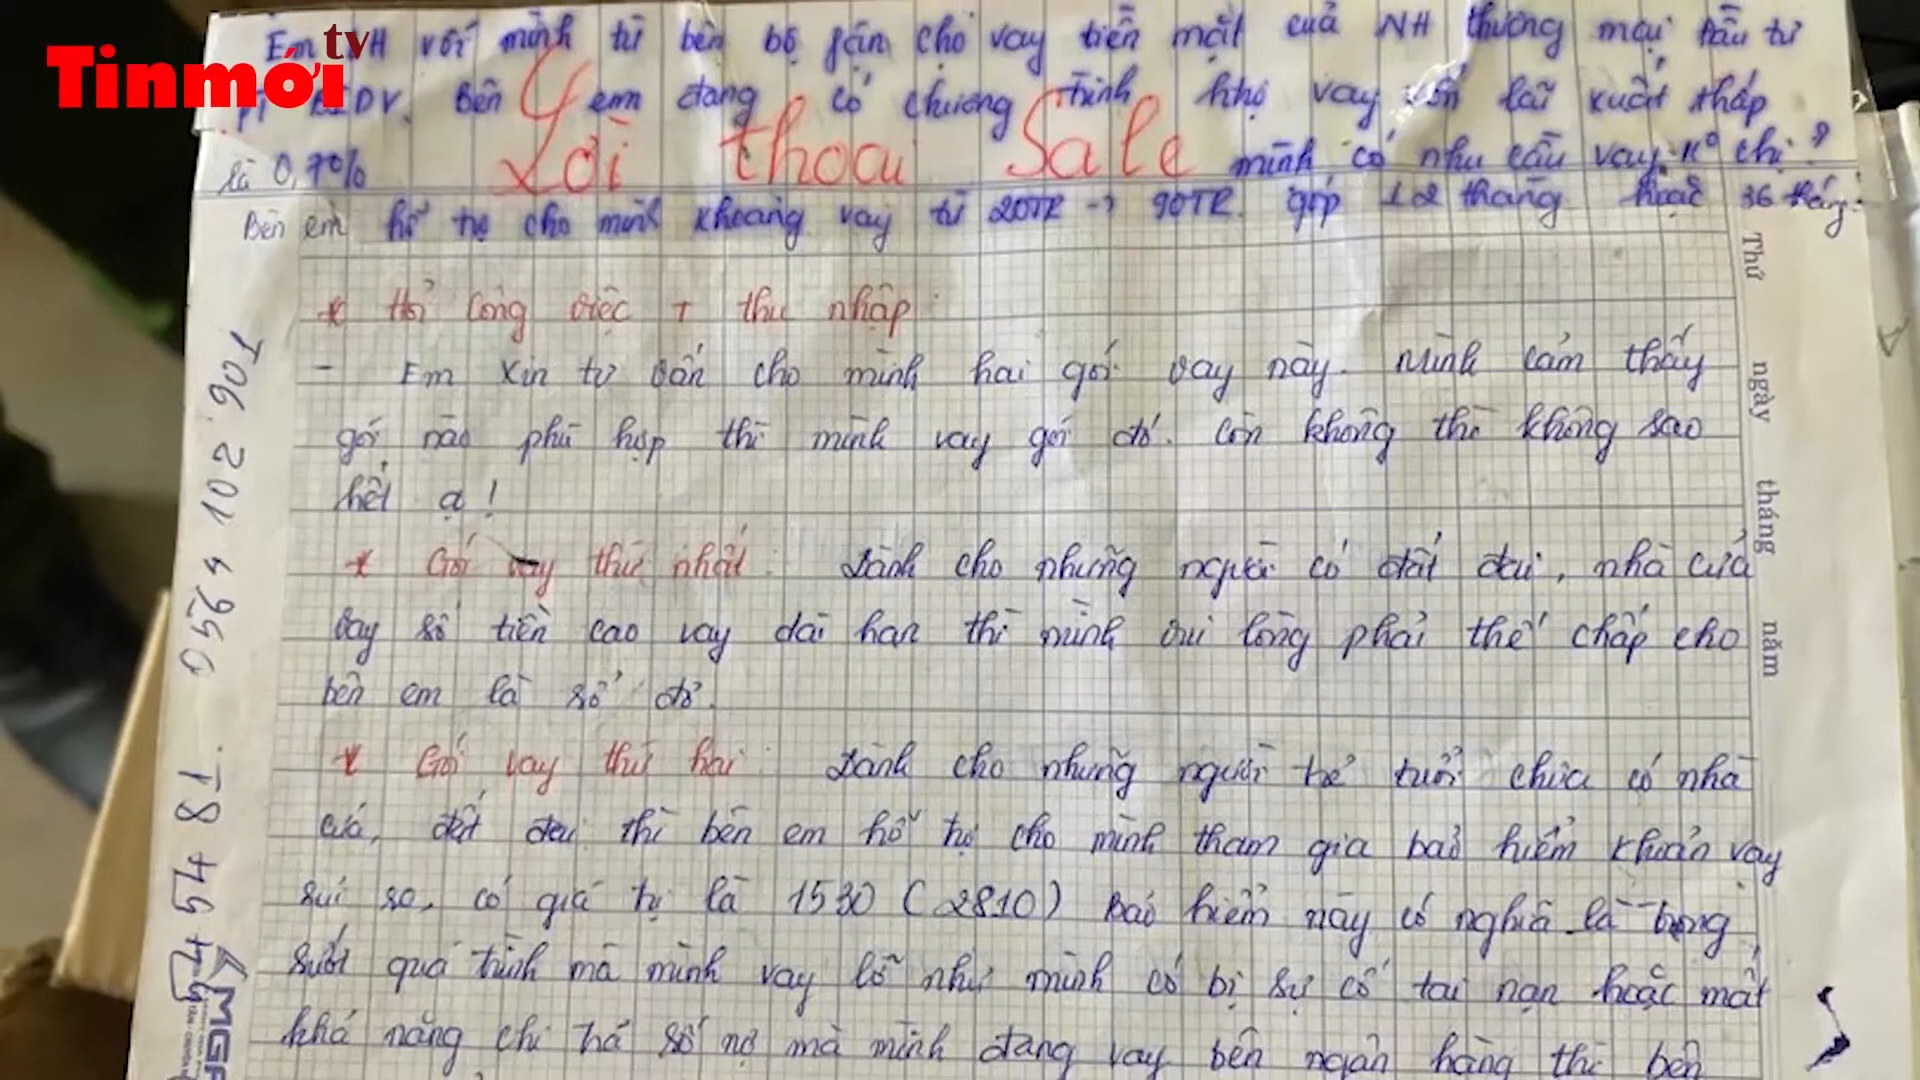 Tinmới tv
Em LH với mình từ bên bộ phận cho vay tiền mặt của NH thương mại đầu tư
PT BIDV. Bên em đang có chương trình hỗ vay vốn lãi xuất thấp
Lời thoại Sale
là 0,7% mình có nhu cầu vay K° chị?
Bên em hỗ trợ cho mình khoảng vay từ 20TR → 90TR. góp 12 tháng hoặc 36 tháng.
* Hỏi công việc + thu nhập:
- Em xin tư vấn cho mình hai gói vay này. Mình cảm thấy
gói nào phù hợp thì mình vay gói đó. Còn không thì không sao
hết ạ!
* Gói vay thứ nhất: Dành cho những người có đất đai, nhà cửa
vay số tiền cao vay dài hạn thì mình vui lòng phải thế chấp cho
bên em là sổ đỏ.
* Gói vay thứ hai: Dành cho những người trẻ tuổi chưa có nhà
cửa, đất đai thì bên em hỗ trợ cho mình tham gia bảo hiểm khoản vay
rủi ro, có giá trị là 1530 (2810) Bảo hiểm này có nghĩa là trong
suốt quá trình mà mình vay lỡ như mình có bị sự cố tai nạn hoặc mất
khả năng chi trả số nợ mà mình đang vay bên ngân hàng thì bên
Thứ ngày tháng năm
0564 102 906 T
4454 8 T
MGF